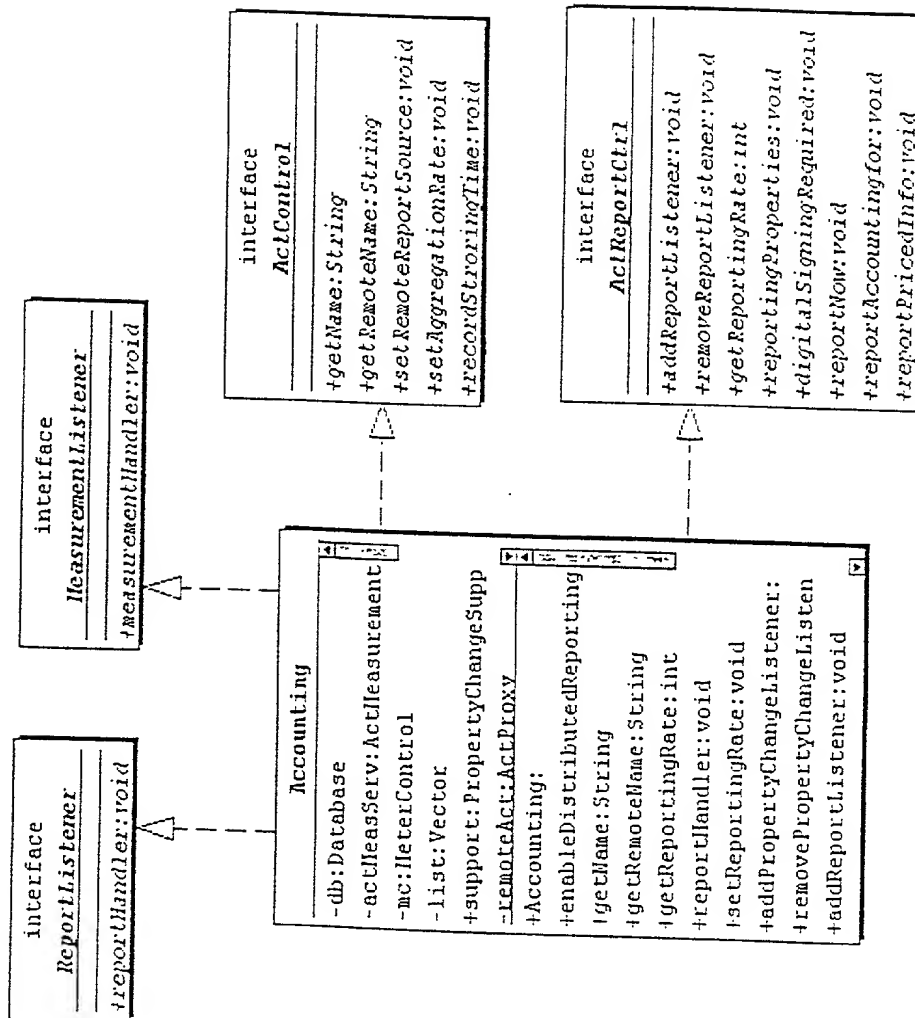 interface
ReportListener
+reportHandler:void
interface
MeasurementListener
+measurementHandler:void
Accounting
-db:Database
-actMeasServ:ActMeasurement
-mc:MeterControl
-list:Vector
+support:PropertyChangeSupp
-remoteAct:ActProxy
+Accounting:
+enableDistributedReporting
+getName:String
+getRemoteName:String
+getReportingRate:int
+reportHandler:void
+setReportingRate:void
+addPropertyChangeListener:
+removePropertyChangeListen
+addReportListener:void
interface
ActControl
+getName:String
+getRemoteName:String
+setRemoteReportSource:void
+setAggregationRate:void
+recordStroringTime:void
interface
ActReportCtrl
+addReportListener:void
+removeReportListener:void
+getReportingRate:int
+reportingProperties:void
+digitalSigningRequired:void
+reportNow:void
+reportAccountingfor:void
+reportPricedInfo:void